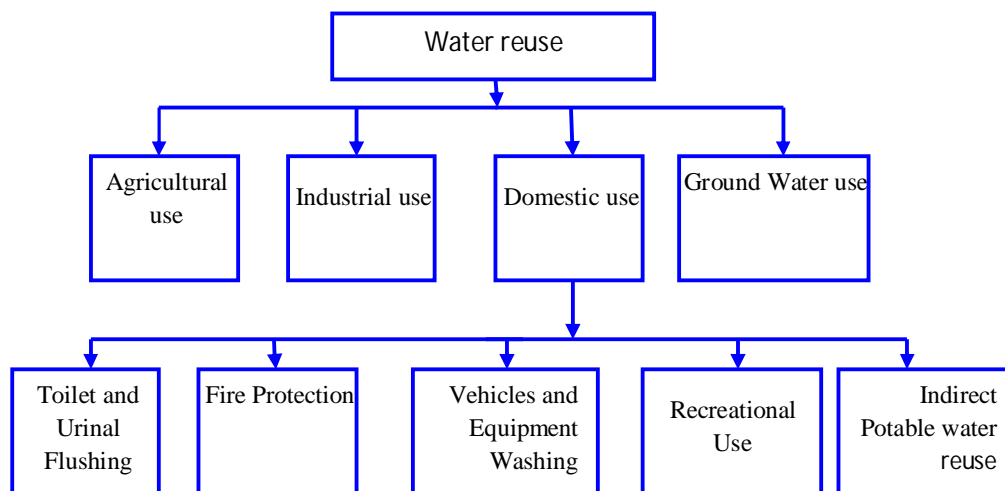 Water reuse
Agricultural
use
Industrial use
Domestic use
Ground Water use
Toilet and
Urinal
Flushing
Fire Protection
Vehicles and
Equipment
Washing
Recreational
Use
Indirect
Potable water
reuse